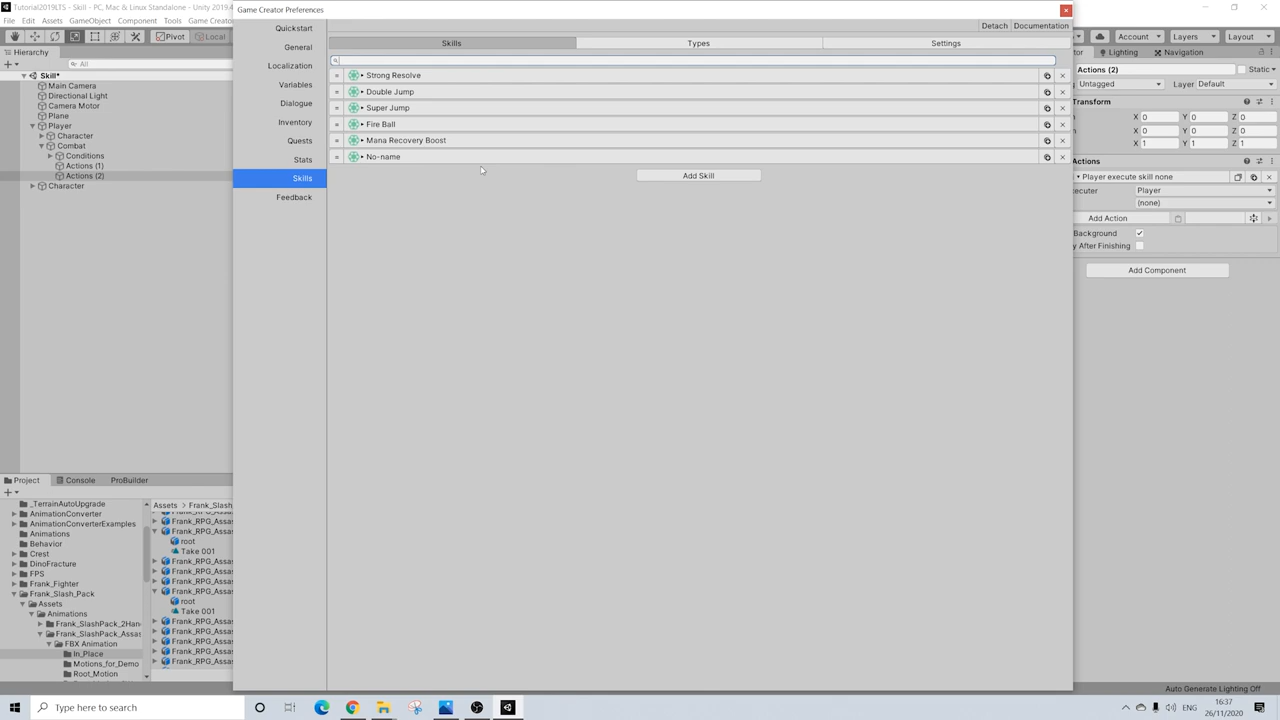 Tutorial2019LTS - Skill - PC, Mac & Linux Standalone - Unity 2019.4
File Edit Assets GameObject Component Tools Game Creator
Pivot Local
Account Layers Layout
Hierarchy
All
Skill*
Main Camera
Directional Light
Camera Motor
Plane
Player
Character
Combat
Conditions
Actions (1)
Actions (2)
Character
Game Creator Preferences
Detach Documentation
Quickstart
General
Localization
Variables
Dialogue
Inventory
Quests
Stats
Skills
Feedback
Skills Types Settings
Strong Resolve
Double Jump
Super Jump
Fire Ball
Mana Recovery Boost
No-name
Add Skill
Lighting Navigation
Actions (2) Static
Untagged Layer Default
Transform
X 0 Y 0 Z 0
X 0 Y 0 Z 0
X 1 Y 1 Z 1
Actions
Player execute skill none
Player
(none)
Add Action
Background
Add Component
Project Console ProBuilder
_TerrainAutoUpgrade
AnimationConverter
AnimationConverterExamples
Animations
Behavior
Crest
DinoFracture
FPS
Frank_Fighter
Frank_Slash_Pack
Assets
Animations
FBX Animation
In_Place
Motions_for_Demo
Root_Motion
Assets > Frank_Slash
root
Take 001
root
Take 001
Auto Generate Lighting Off
Type here to search
ENG
16:37
26/11/2020